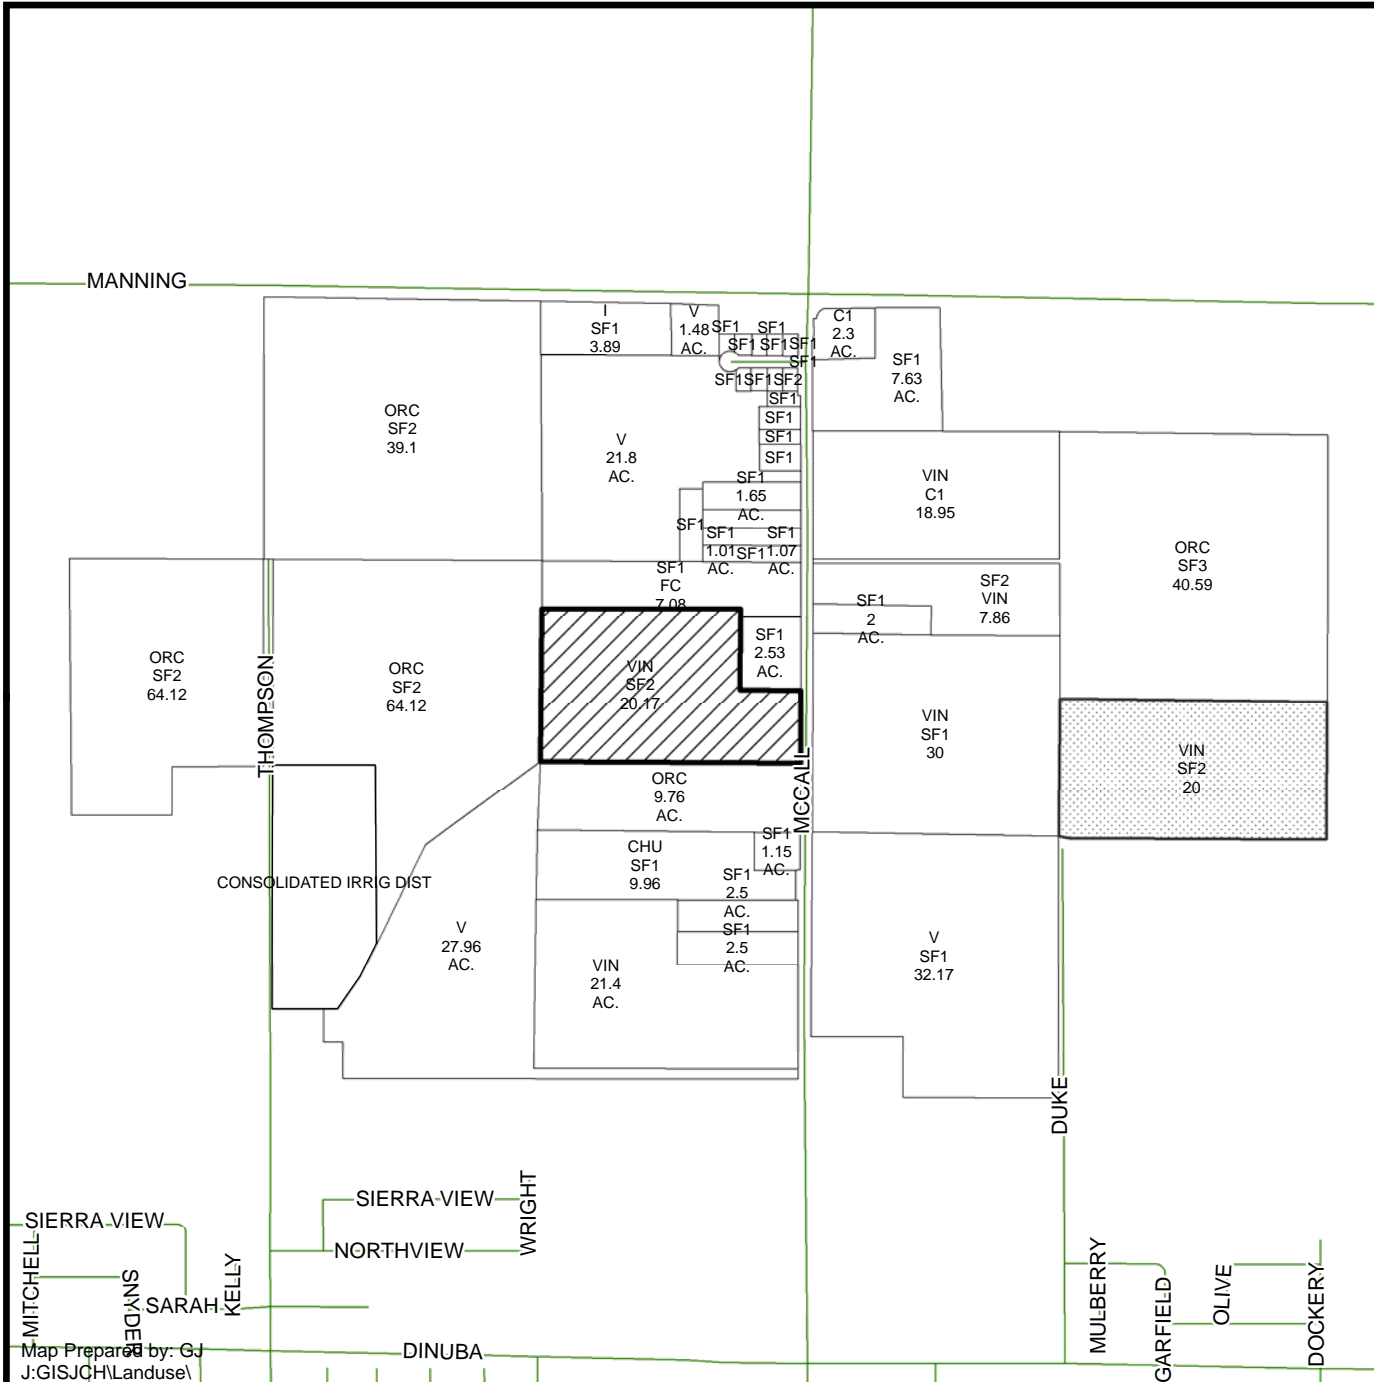 MANNING
I
SF1
3.89
V
1.48
AC.
SF1
SF1
SF1
SF1
SF1
SF1
C1
2.3
AC.
SF1
7.63
AC.
SF1
SF1
SF2
SF1
SF1
SF1
SF1
ORC
SF2
39.1
V
21.8
AC.
SF1
1.65
AC.
SF1
SF1
1.01
AC.
SF1
SF1
1.07
AC.
VIN
C1
18.95
ORC
SF3
40.59
SF1
FC
7.08
SF2
VIN
7.86
SF1
2
AC.
SF1
2.53
AC.
ORC
SF2
64.12
THOMPSON
ORC
SF2
64.12
VIN
SF2
20.17
VIN
SF1
30
VIN
SF2
20
MCCALL
ORC
9.76
AC.
CHU
SF1
9.96
SF1
1.15
AC.
SF1
2.5
AC.
SF1
2.5
AC.
CONSOLIDATED IRRIG DIST
V
27.96
AC.
VIN
21.4
AC.
V
SF1
32.17
DUKE
SIERRA VIEW
WRIGHT
SIERRA VIEW
NORTHVIEW
MITCHELL
SNYDER
SARAH
KELLY
MULBERRY
GARFIELD
OLIVE
DOCKERY
DINUBA
Map Prepared by: GJ
J:GISJCH\Landuse\